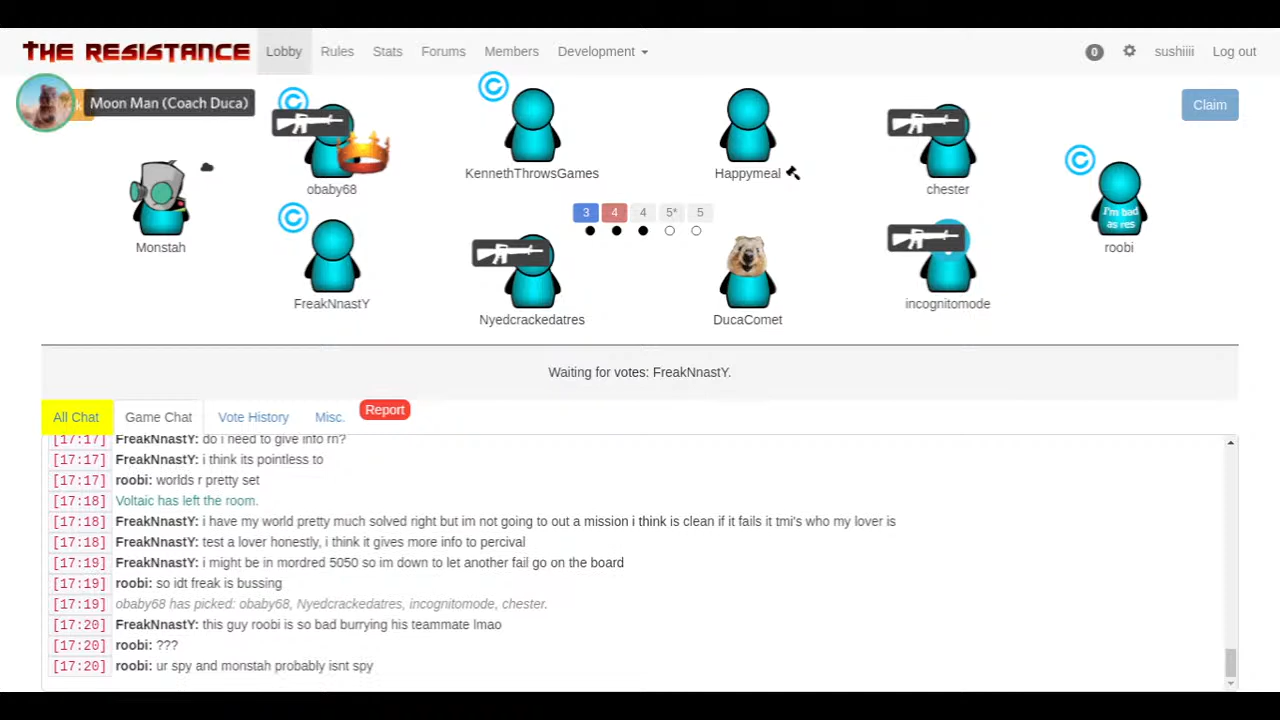 THE RESISTANCE Lobby Rules Stats Forums Members Development 0 sushiiii Log out
Moon Man (Coach Duca)
Claim
obaby68
KennethThrowsGames
Happymeal
chester
Monstah
I'm bad
as res
roobi
3 4 4 5* 5
FreakNnastY
Nyedcrackedatres
DucaComet
incognitomode
Waiting for votes: FreakNnastY.
All Chat Game Chat Vote History Misc. Report
[17:17] FreakNnastY: do i need to give info rn?
[17:17] FreakNnastY: i think its pointless to
[17:17] roobi: worlds r pretty set
[17:18] Voltaic has left the room.
[17:18] FreakNnastY: i have my world pretty much solved right but im not going to out a mission i think is clean if it fails it tmi's who my lover is
[17:18] FreakNnastY: test a lover honestly, i think it gives more info to percival
[17:19] FreakNnastY: i might be in mordred 5050 so im down to let another fail go on the board
[17:19] roobi: so idt freak is bussing
[17:19] obaby68 has picked: obaby68, Nyedcrackedatres, incognitomode, chester.
[17:20] FreakNnastY: this guy roobi is so bad burrying his teammate lmao
[17:20] roobi: ???
[17:20] roobi: ur spy and monstah probably isnt spy